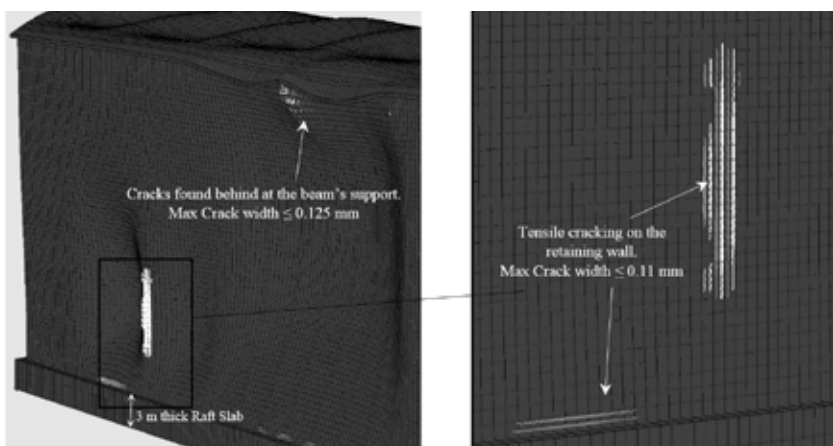 Cracks found behind at the beam's support.
Max Crack width ≤ 0.125 mm
3 m thick Raft Slab
Tensile cracking on the
retaining wall.
Max Crack width ≤ 0.11 mm